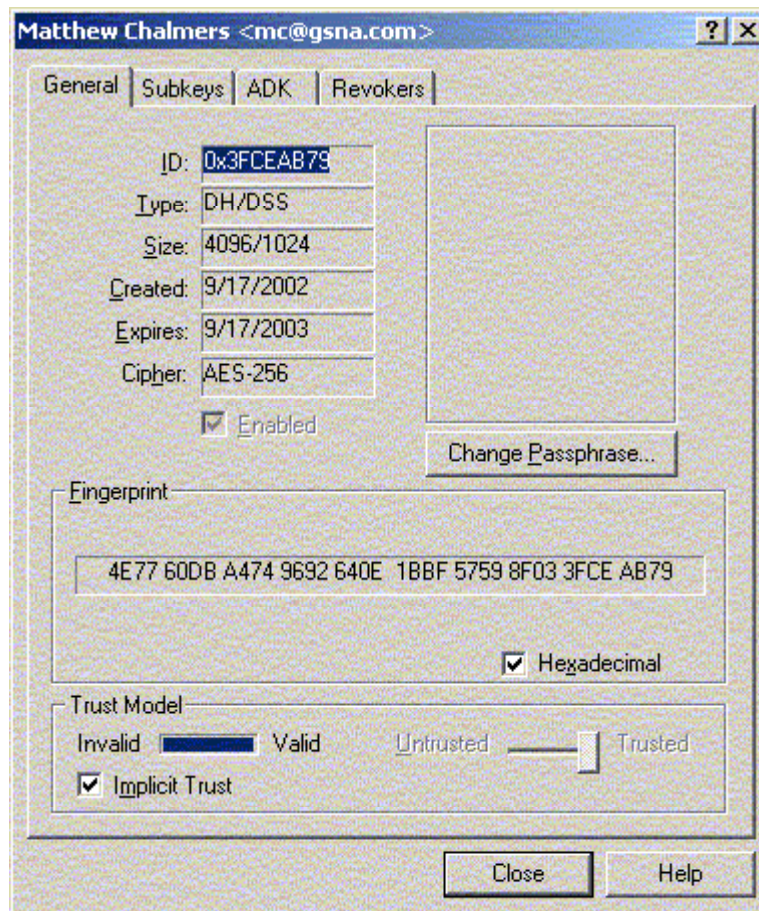 Matthew Chalmers <mc@gsna.com>
General Subkeys ADK Revokers
ID: 0x3FCEAB79
Type: DH/DSS
Size: 4096/1024
Created: 9/17/2002
Expires: 9/17/2003
Cipher: AES-256
Enabled
Change Passphrase...
Fingerprint
4E77 60DB A474 9692 640E 1BBF 5759 8F03 3FCE AB79
Hexadecimal
Trust Model
Invalid Valid Untrusted Trusted
Implicit Trust
Close Help